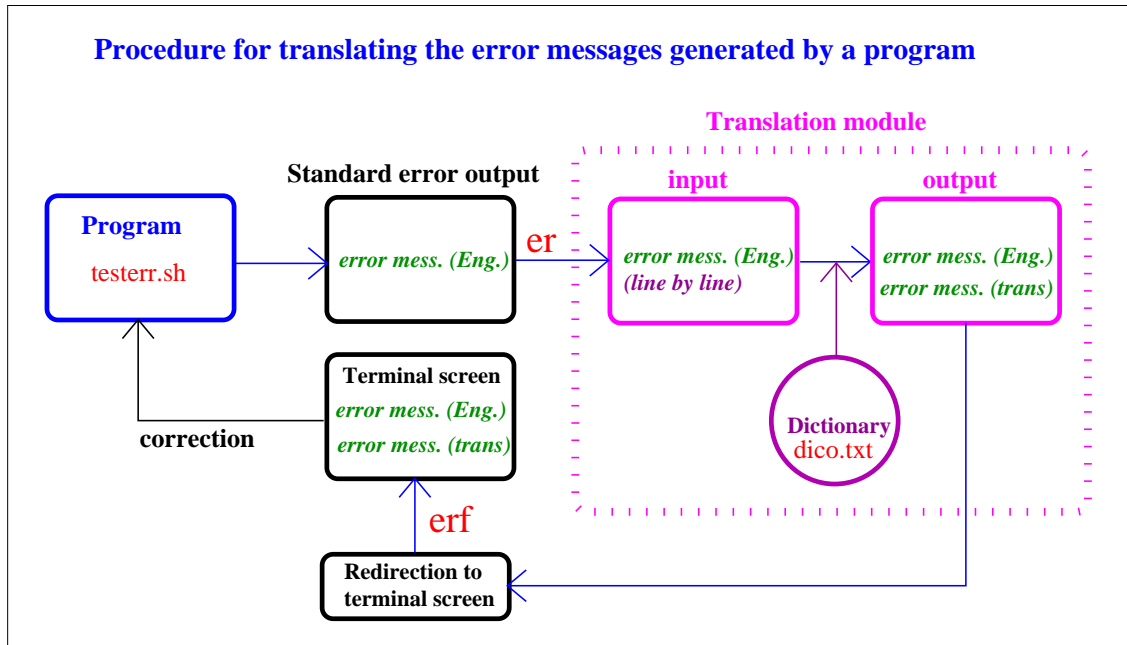 Procedure for translating the error messages generated by a program
Translation module
Standard error output
input
output
Program
testerr.sh
error mess. (Eng.)
er
error mess. (Eng.)
(line by line)
error mess. (Eng.)
error mess. (trans)
Terminal screen
error mess. (Eng.)
error mess. (trans)
correction
Dictionary
dico.txt
erf
Redirection to
terminal screen